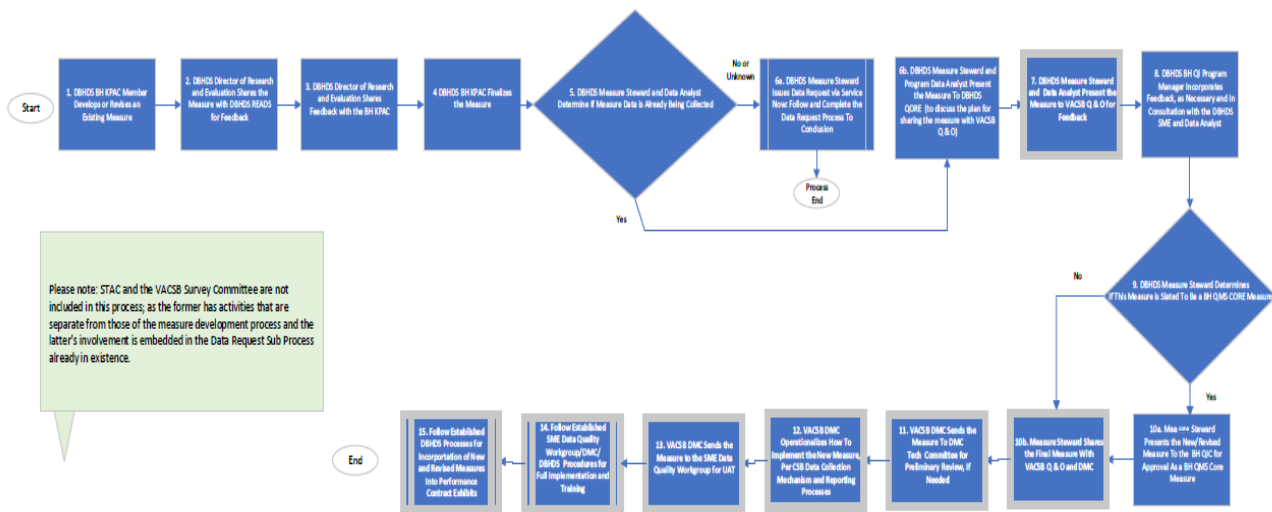 Start
1. DBHDS BH KPAC Member
Develops or Revises an
Existing Measure
2. DBHDS Director of Research
and Evaluation Shares the
Measure with DBHDS READS
for Feedback
3. DBHDS Director of Research
and Evaluation Shares
Feedback with the BH KPAC
4 DBHDS BH KPAC Finalizes
the Measure
5. DBHDS Measure Steward and Data Analyst
Determine if Measure Data is Already Being Collected
No or
Unknown
Yes
6a. DBHDS Measure Steward
Issues Data Request via Service
Now: Follow and Complete the
Data Request Process To
Conclusion
Process
End
6b. DBHDS Measure Steward and
Program Data Analyst Present
the Measure To DBHDS
QORE (to discuss the plan for
sharing the measure with VACSB
Q & O)
7. DBHDS Measure Steward
and Data Analyst Present the
Measure to VACSB Q & O for
Feedback
8. DBHDS BH QI Program
Manager Incorporates
Feedback, as Necessary and in
Consultation with the DBHDS
SME and Data Analyst
9. DBHDS Measure Steward Determines
If This Measure is Slated To Be a BH QMS CORE Measure
No
Yes
10a. Measure Steward
Presents the New/Revised
Measure To the BH QIC for
Approval As a BH QMS Core
Measure
10b. Measure Steward Shares
the Final Measure With
VACSB Q & O and DMC
11. VACSB DMC Sends the
Measure To DMC
Tech Committee for
Preliminary Review, If
Needed
12. VACSB DMC
Operationalizes How To
Implement the New Measure,
Per CSB Data Collection
Mechanism and Reporting
Processes
13. VACSB DMC Sends the
Measure to the SME Data
Quality Workgroup for UAT
14. Follow Established
SME Data Quality
Workgroup/DMC/
DBHDS Procedures for
Full Implementation and
Training
15. Follow Established
DBHDS Processes for
Incorportation of New
and Revised Measures
Into Performance
Contract Exhibits
End
Please note: STAC and the VACSB Survey Committee are not
included in this process; as the former has activities that are
separate from those of the measure development process and the
latter's involvement is embedded in the Data Request Sub Process
already in existence.